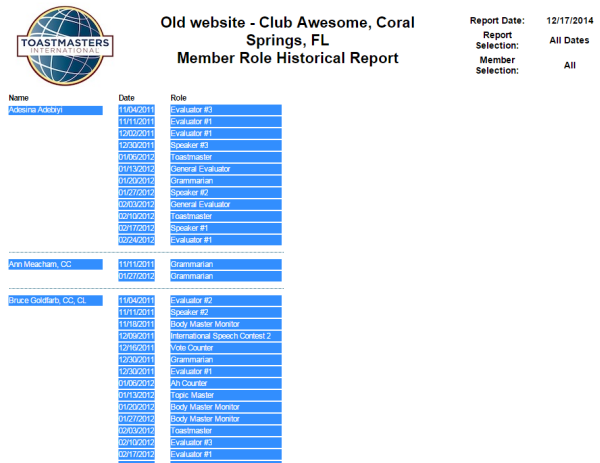 TOASTMASTERS
INTERNATIONAL
Old website - Club Awesome, Coral
Springs, FL
Member Role Historical Report
Report Date: 12/17/2014
Report
Selection: All Dates
Member
Selection: All
Name Date Role
Adesina Adebiyi 11/04/2011 Evaluator #3
11/11/2011 Evaluator #1
12/02/2011 Evaluator #1
12/30/2011 Speaker #3
01/06/2012 Toastmaster
01/13/2012 General Evaluator
01/20/2012 Grammarian
01/27/2012 Speaker #2
02/03/2012 General Evaluator
02/10/2012 Toastmaster
02/17/2012 Speaker #1
02/24/2012 Evaluator #1
Ann Meacham, CC 11/11/2011 Grammarian
01/27/2012 Grammarian
Bruce Goldfarb, CC, CL 11/04/2011 Evaluator #2
11/11/2011 Speaker #2
11/18/2011 Body Master Monitor
12/09/2011 International Speech Contest 2
12/16/2011 Vote Counter
12/30/2011 Grammarian
12/30/2011 Evaluator #1
01/06/2012 Ah Counter
01/13/2012 Topic Master
01/20/2012 Body Master Monitor
01/27/2012 Body Master Monitor
02/03/2012 Toastmaster
02/10/2012 Evaluator #3
02/17/2012 Evaluator #1